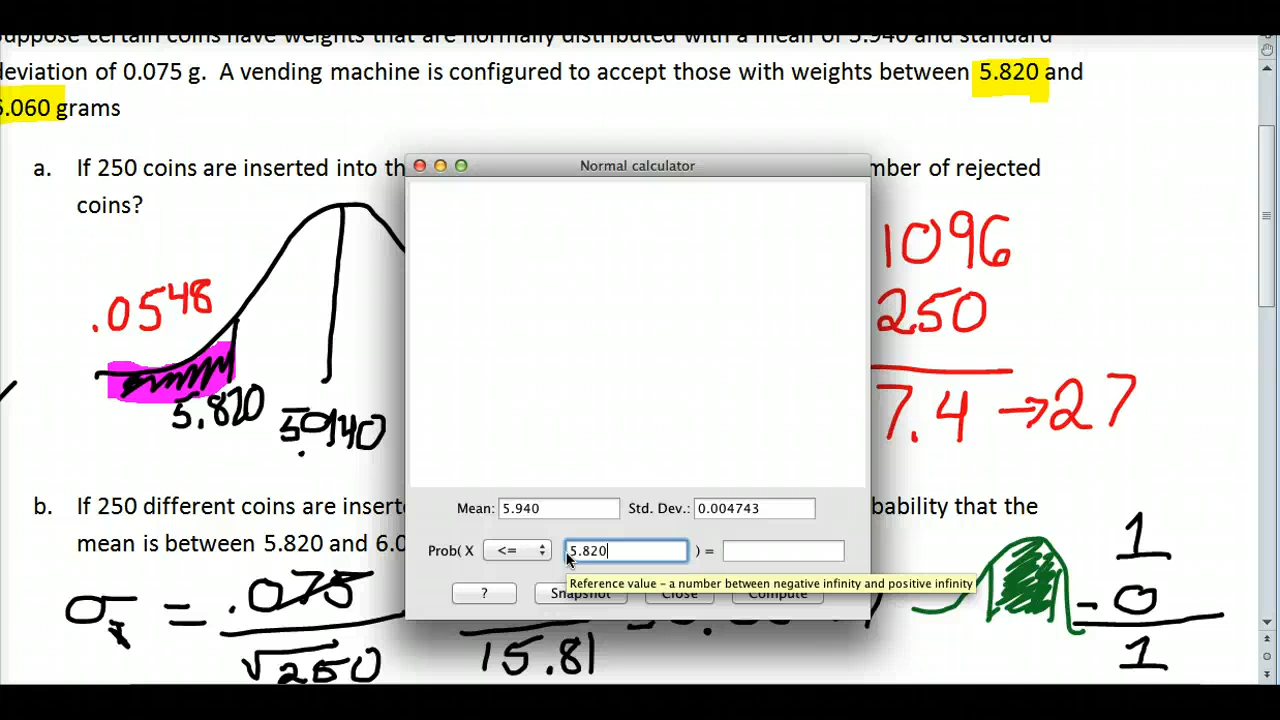 suppose certain coins have weights that are normally distributed with a mean of 5.940 and standard
deviation of 0.075 g. A vending machine is configured to accept those with weights between 5.820 and
6.060 grams
a. If 250 coins are inserted into th
mber of rejected
coins?
Normal calculator
.0548
5.820
5.940
1096
250
7.4 → 27
Mean: 5.940 Std. Dev.: 0.004743
Prob( X <= 5.820 ) =
Reference value – a number between negative infinity and positive infinity
? Snapshot Close Compute
b. If 250 different coins are inserte
bability that the
mean is between 5.820 and 6.0
σx̄ = .075
√250
15.81
1
- 0
1